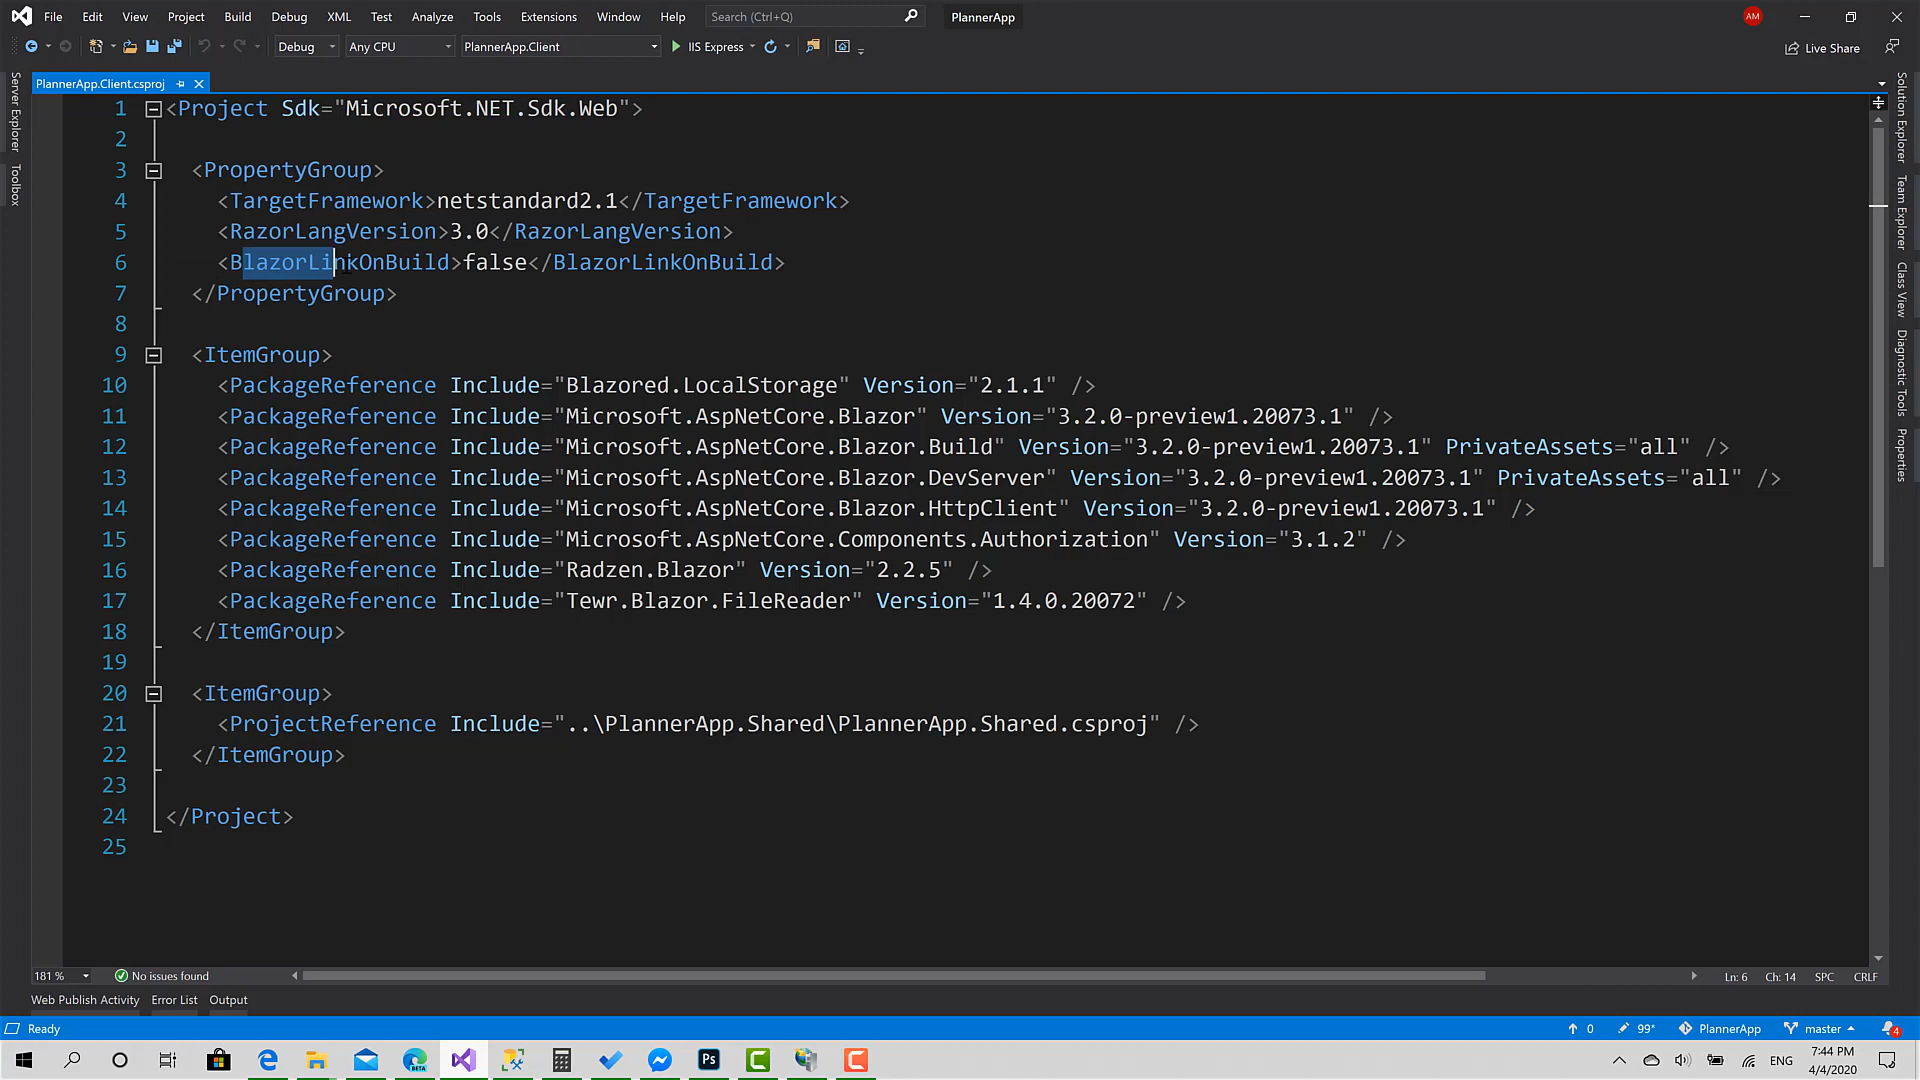 File Edit View Project Build Debug XML Test Analyze Tools Extensions Window Help Search (Ctrl+Q) PlannerApp AM
Debug Any CPU PlannerApp.Client IIS Express Live Share
PlannerApp.Client.csproj
Server Explorer
Toolbox
1 <Project Sdk="Microsoft.NET.Sdk.Web">
2
3 <PropertyGroup>
4 <TargetFramework>netstandard2.1</TargetFramework>
5 <RazorLangVersion>3.0</RazorLangVersion>
6 <BlazorLinkOnBuild>false</BlazorLinkOnBuild>
7 </PropertyGroup>
8
9 <ItemGroup>
10 <PackageReference Include="Blazored.LocalStorage" Version="2.1.1" />
11 <PackageReference Include="Microsoft.AspNetCore.Blazor" Version="3.2.0-preview1.20073.1" />
12 <PackageReference Include="Microsoft.AspNetCore.Blazor.Build" Version="3.2.0-preview1.20073.1" PrivateAssets="all" />
13 <PackageReference Include="Microsoft.AspNetCore.Blazor.DevServer" Version="3.2.0-preview1.20073.1" PrivateAssets="all" />
14 <PackageReference Include="Microsoft.AspNetCore.Blazor.HttpClient" Version="3.2.0-preview1.20073.1" />
15 <PackageReference Include="Microsoft.AspNetCore.Components.Authorization" Version="3.1.2" />
16 <PackageReference Include="Radzen.Blazor" Version="2.2.5" />
17 <PackageReference Include="Tewr.Blazor.FileReader" Version="1.4.0.20072" />
18 </ItemGroup>
19
20 <ItemGroup>
21 <ProjectReference Include="..\PlannerApp.Shared\PlannerApp.Shared.csproj" />
22 </ItemGroup>
23
24 </Project>
25
Solution Explorer
Team Explorer
Class View
Diagnostic Tools
Properties
181 % No issues found Ln: 6 Ch: 14 SPC CRLF
Web Publish Activity Error List Output
Ready 0 99* PlannerApp master 4
BETA Ps C C ENG 7:44 PM
4/4/2020